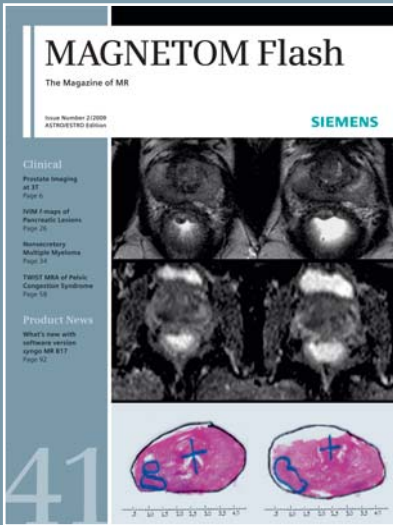 MAGNETOM Flash
The Magazine of MR
Issue Number 2/2009
ASTRO/ESTRO Edition
SIEMENS
Clinical
Prostate Imaging
at 3T
Page 6
IVIM f-maps of
Pancreatic Lesions
Page 26
Nonsecretory
Multiple Myeloma
Page 34
TWIST MRA of Pelvic
Congestion Syndrome
Page 58
Product News
What's new with
software version
syngo MR B17
Page 92
41